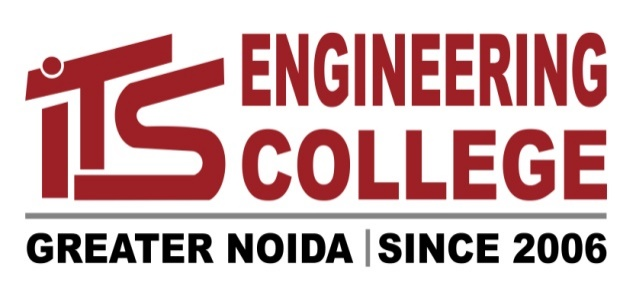 iTS ENGINEERING
COLLEGE
GREATER NOIDA | SINCE 2006